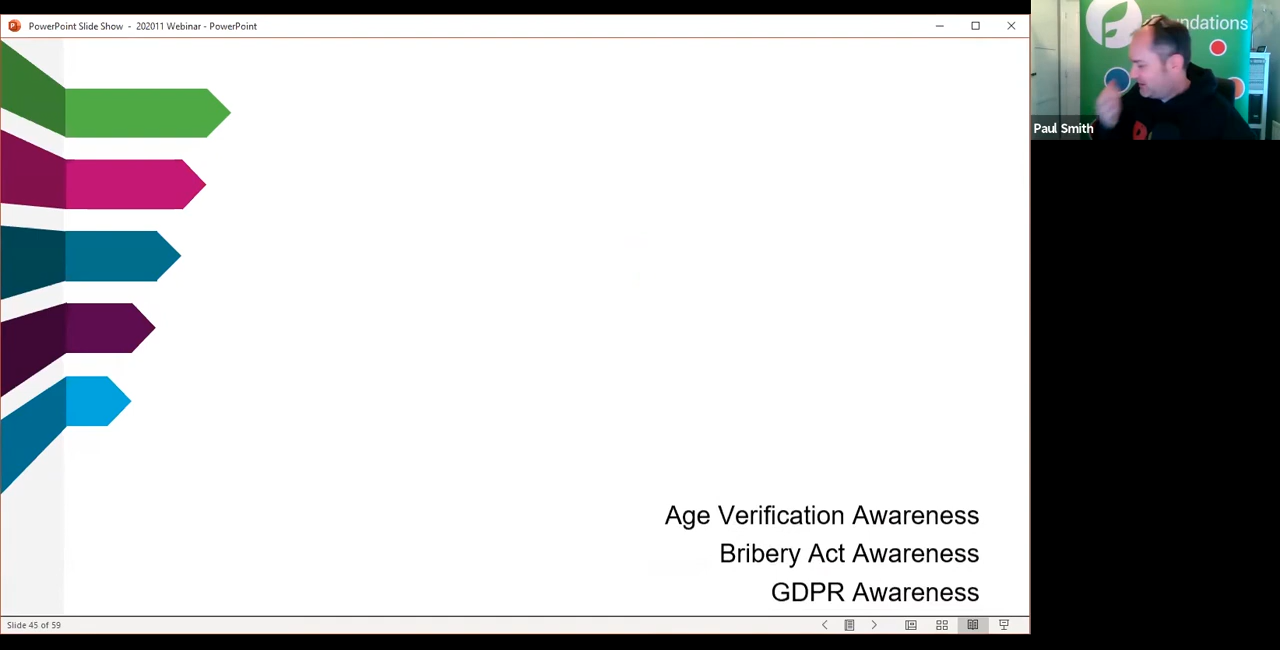 PowerPoint Slide Show - 202011 Webinar - PowerPoint
Foundations
Paul Smith
Age Verification Awareness
Bribery Act Awareness
GDPR Awareness
Slide 45 of 59